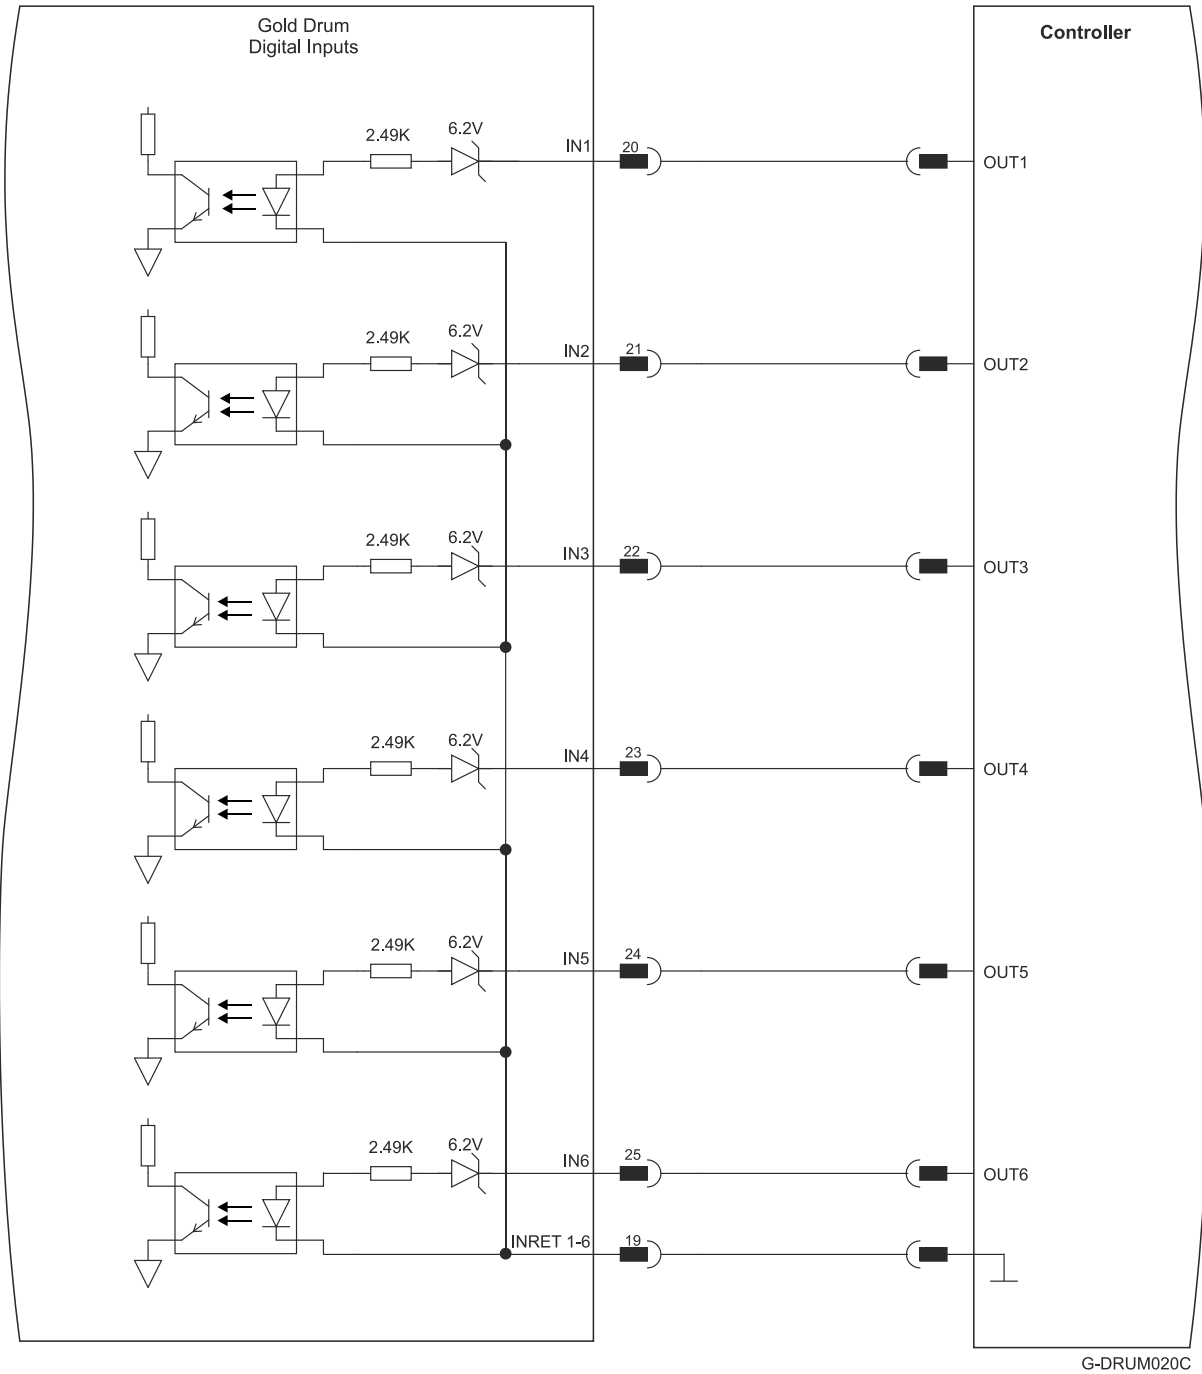 Gold Drum
Digital Inputs
Controller
2.49K 6.2V IN1 20 OUT1
2.49K 6.2V IN2 21 OUT2
2.49K 6.2V IN3 22 OUT3
2.49K 6.2V IN4 23 OUT4
2.49K 6.2V IN5 24 OUT5
2.49K 6.2V IN6 25 OUT6
INRET 1-6 19
G-DRUM020C